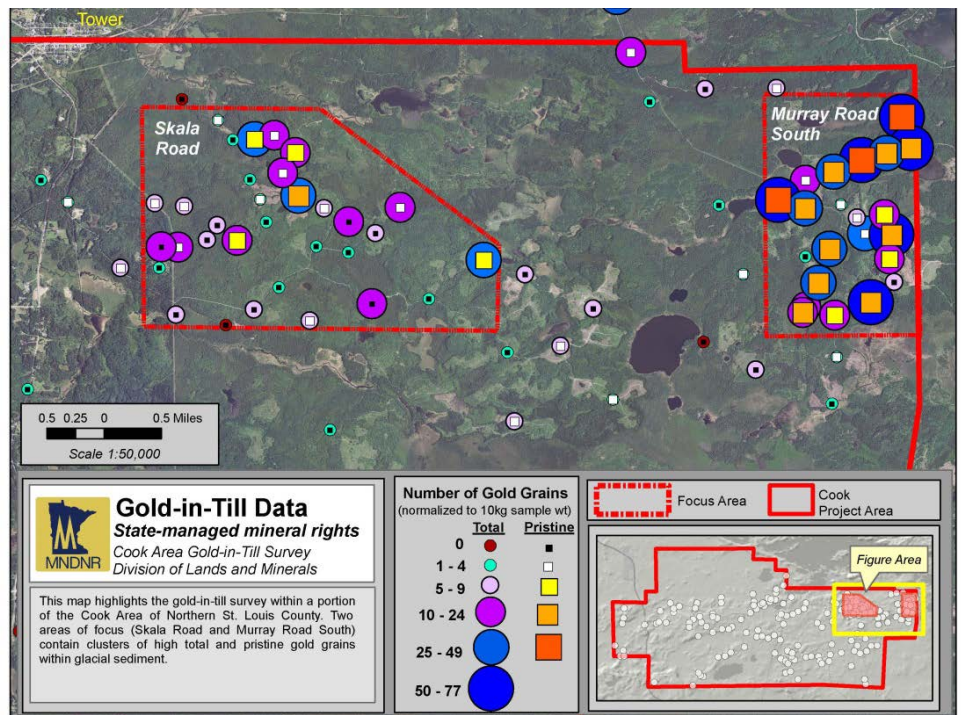 Tower
Skala
Road
Murray Road
South
0.5 0.25 0 0.5 Miles
Scale 1:50,000
MNDNR
Gold-in-Till Data
State-managed mineral rights
Cook Area Gold-in-Till Survey
Division of Lands and Minerals
This map highlights the gold-in-till survey within a portion
of the Cook Area of Northern St. Louis County. Two
areas of focus (Skala Road and Murray Road South)
contain clusters of high total and pristine gold grains
within glacial sediment.
Number of Gold Grains
(normalized to 10kg sample wt)
Total Pristine
0
1 - 4
5 - 9
10 - 24
25 - 49
50 - 77
Focus Area
Cook
Project Area
Figure Area